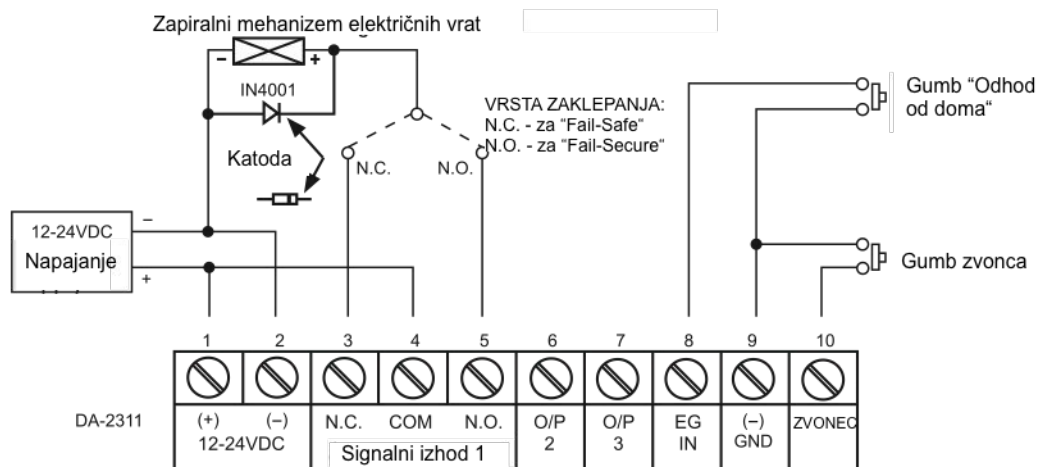 Zapiralni mehanizem električnih vrat
– +
IN4001
Katoda
VRSTA ZAKLEPANJA:
N.C. - za "Fail-Safe"
N.O. - za "Fail-Secure"
N.C.
N.O.
Gumb "Odhod
od doma"
12-24VDC
Napajanje
–
+
Gumb zvonca
1 2 3 4 5 6 7 8 9 10
DA-2311
(+) (–) N.C. COM N.O. O/P O/P EG (–) ZVONEC
12-24VDC 2 3 IN GND
Signalni izhod 1